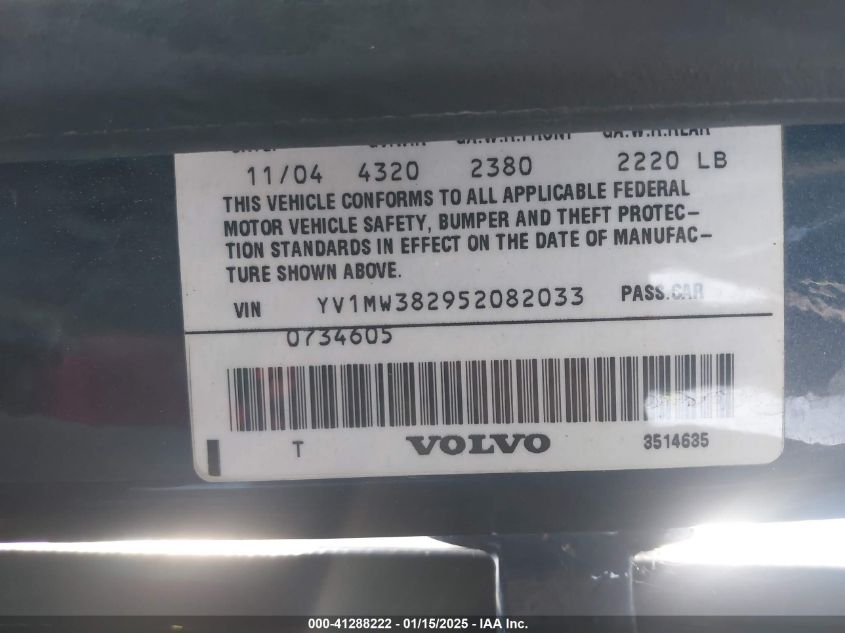 11/04 4320 2380 2220 LB
THIS VEHICLE CONFORMS TO ALL APPLICABLE FEDERAL
MOTOR VEHICLE SAFETY, BUMPER AND THEFT PROTEC-
TION STANDARDS IN EFFECT ON THE DATE OF MANUFAC-
TURE SHOWN ABOVE.
VIN YV1MW382952082033 PASS.CAR
0734605
T VOLVO 3514635
000-41288222 - 01/15/2025 - IAA Inc.